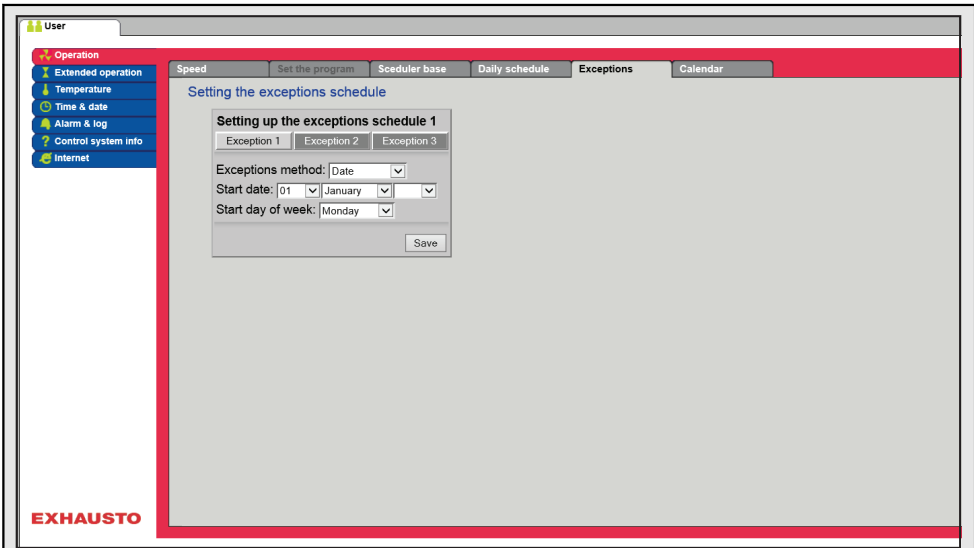 User
Operation
Extended operation
Temperature
Time & date
Alarm & log
Control system info
Internet
Speed Set the program Sceduler base Daily schedule Exceptions Calendar
Setting the exceptions schedule
Setting up the exceptions schedule 1
Exception 1 Exception 2 Exception 3
Exceptions method: Date
Start date: 01 January
Start day of week: Monday
Save
EXHAUSTO